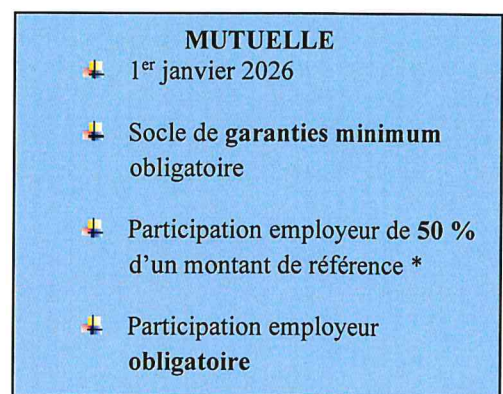 MUTUELLE
1er janvier 2026
Socle de garanties minimum
obligatoire
Participation employeur de 50 %
d'un montant de référence *
Participation employeur
obligatoire